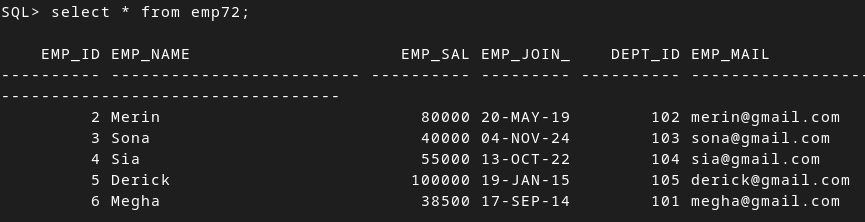 SQL> select * from emp72;
    EMP_ID EMP_NAME                     EMP_SAL EMP_JOIN_    DEPT_ID EMP_MAIL
---------- ------------------------- ---------- --------- ---------- ------------------
----------------------------------
         2 Merin                          80000 20-MAY-19        102 merin@gmail.com
         3 Sona                           40000 04-NOV-24        103 sona@gmail.com
         4 Sia                            55000 13-OCT-22        104 sia@gmail.com
         5 Derick                        100000 19-JAN-15        105 derick@gmail.com
         6 Megha                          38500 17-SEP-14        101 megha@gmail.com